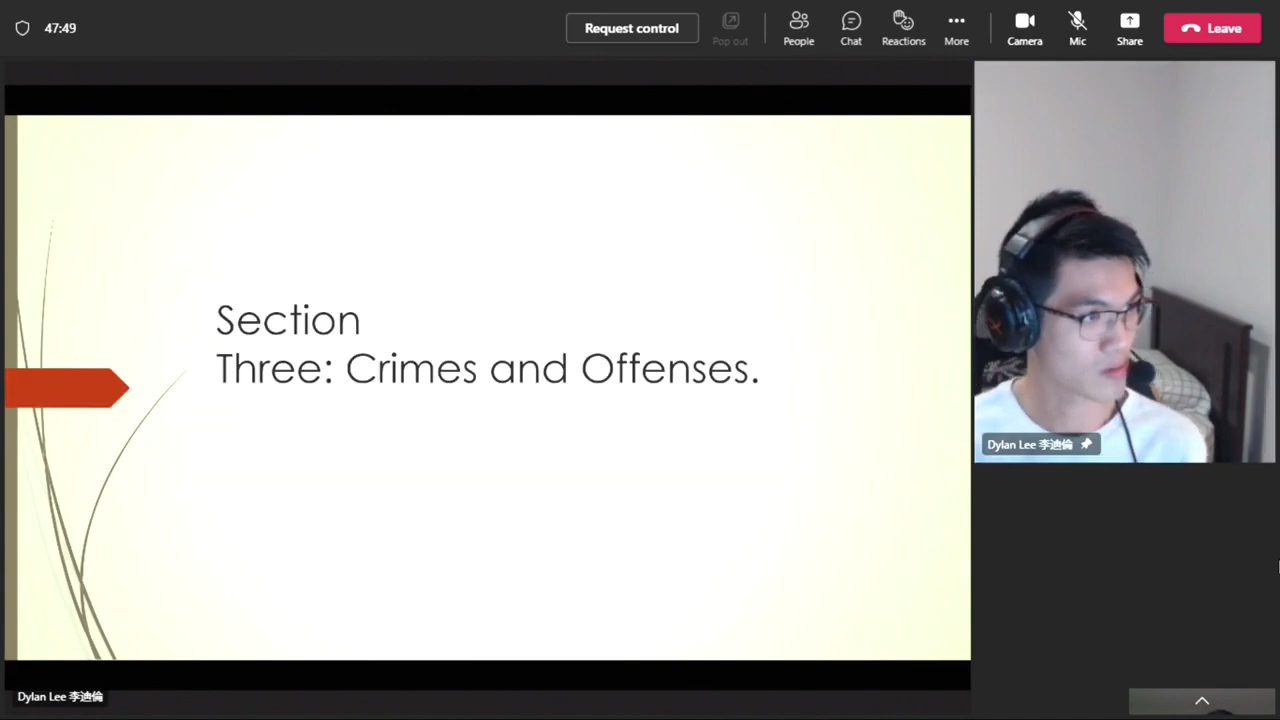 47:49
Request control
Pop out
People
Chat
Reactions
More
Camera
Mic
Share
Leave
Section
Three: Crimes and Offenses.
Dylan Lee 李迪倫
Dylan Lee 李迪倫